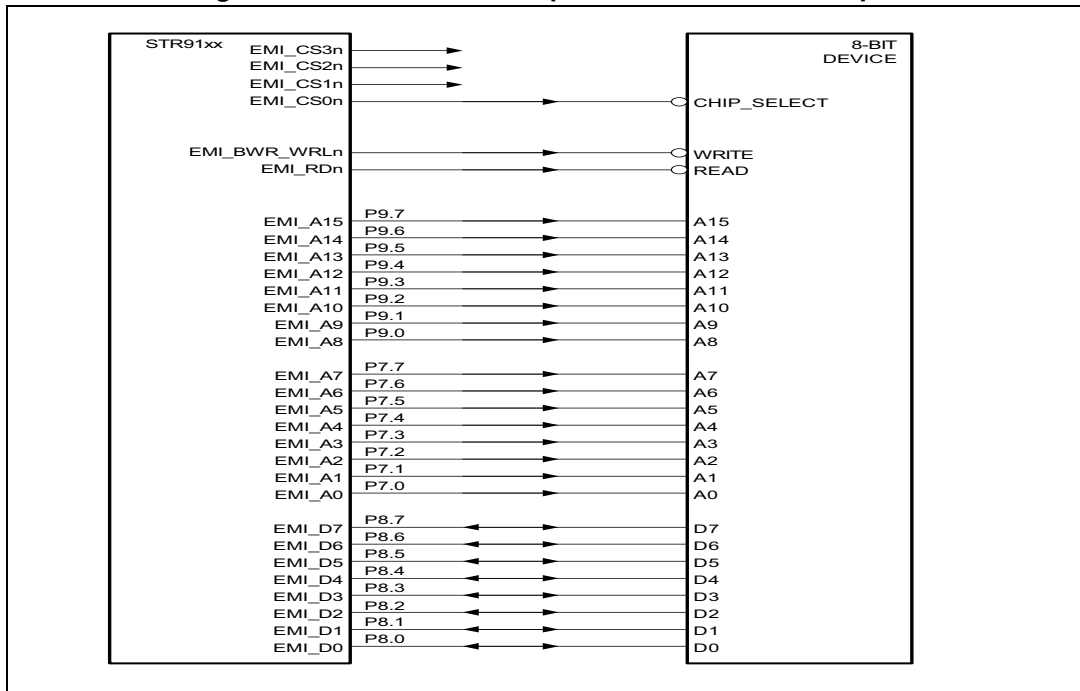 STR91xx
EMI_CS3n
EMI_CS2n
EMI_CS1n
EMI_CS0n
EMI_BWR_WRLn
EMI_RDn
EMI_A15
EMI_A14
EMI_A13
EMI_A12
EMI_A11
EMI_A10
EMI_A9
EMI_A8
EMI_A7
EMI_A6
EMI_A5
EMI_A4
EMI_A3
EMI_A2
EMI_A1
EMI_A0
EMI_D7
EMI_D6
EMI_D5
EMI_D4
EMI_D3
EMI_D2
EMI_D1
EMI_D0
P9.7
P9.6
P9.5
P9.4
P9.3
P9.2
P9.1
P9.0
P7.7
P7.6
P7.5
P7.4
P7.3
P7.2
P7.1
P7.0
P8.7
P8.6
P8.5
P8.4
P8.3
P8.2
P8.1
P8.0
8-BIT
DEVICE
CHIP_SELECT
WRITE
READ
A15
A14
A13
A12
A11
A10
A9
A8
A7
A6
A5
A4
A3
A2
A1
A0
D7
D6
D5
D4
D3
D2
D1
D0